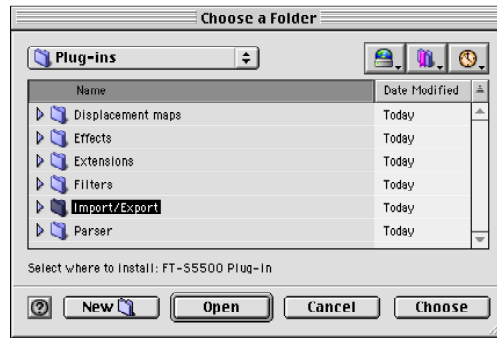 Choose a Folder
Plug-ins
Name Date Modified
Displacement maps Today
Effects Today
Extensions Today
Filters Today
Import/Export Today
Parser Today
Select where to install: FT-S5500 Plug-in
? New Open Cancel Choose